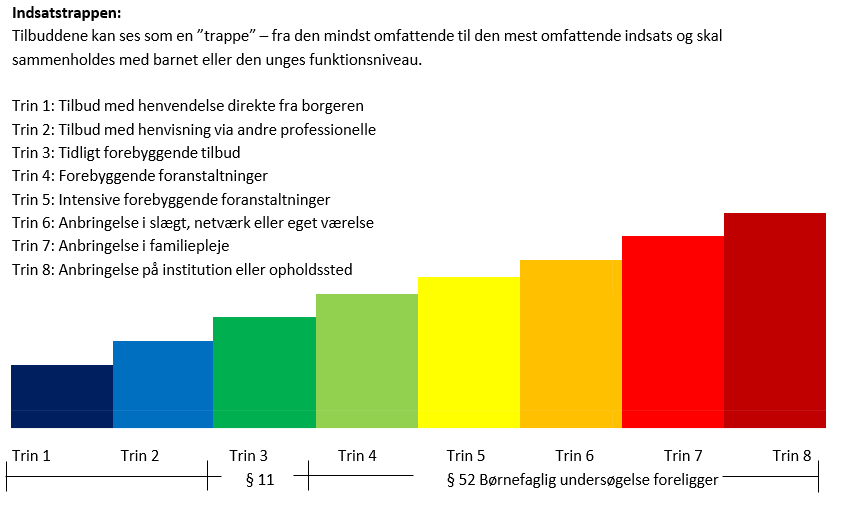 Indsatstrappen:
Tilbuddene kan ses som en ”trappe” – fra den mindst omfattende til den mest omfattende indsats og skal
sammenholdes med barnet eller den unges funktionsniveau.
Trin 1: Tilbud med henvendelse direkte fra borgeren
Trin 2: Tilbud med henvisning via andre professionelle
Trin 3: Tidligt forebyggende tilbud
Trin 4: Forebyggende foranstaltninger
Trin 5: Intensive forebyggende foranstaltninger
Trin 6: Anbringelse i slægt, netværk eller eget værelse
Trin 7: Anbringelse i familiepleje
Trin 8: Anbringelse på institution eller opholdssted
Trin 1 Trin 2 Trin 3 Trin 4 Trin 5 Trin 6 Trin 7 Trin 8
§ 11 § 52 Børnefaglig undersøgelse foreligger